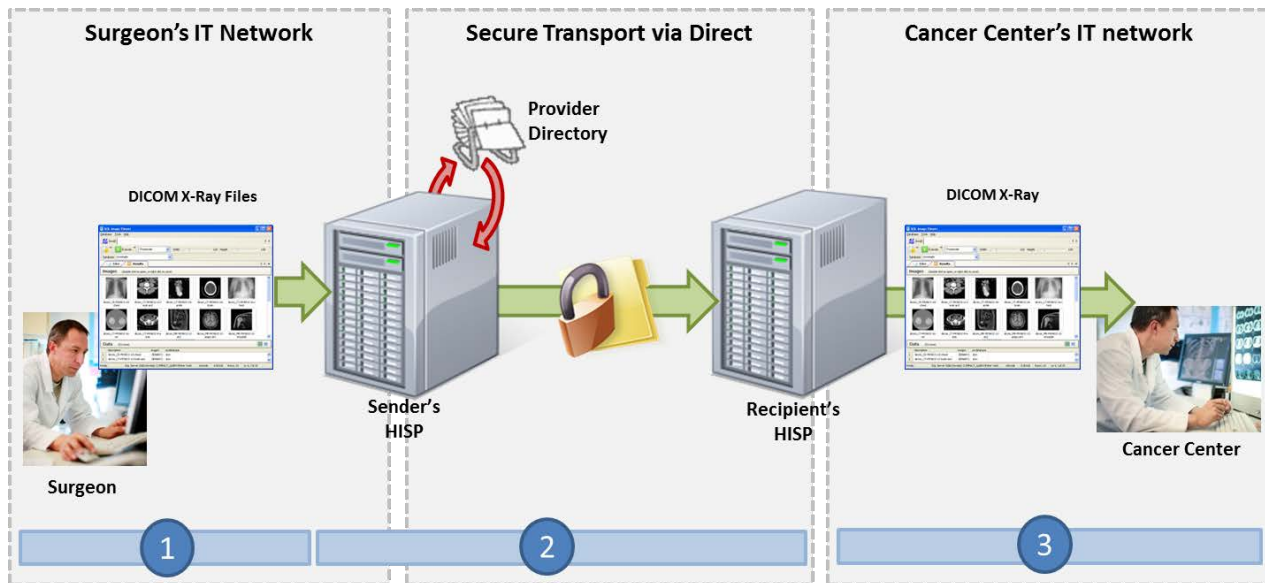 Surgeon's IT Network
Secure Transport via Direct
Cancer Center's IT network
Provider
Directory
DICOM X-Ray Files
DICOM X-Ray
Sender's
HISP
Recipient's
HISP
Surgeon
Cancer Center
1
2
3